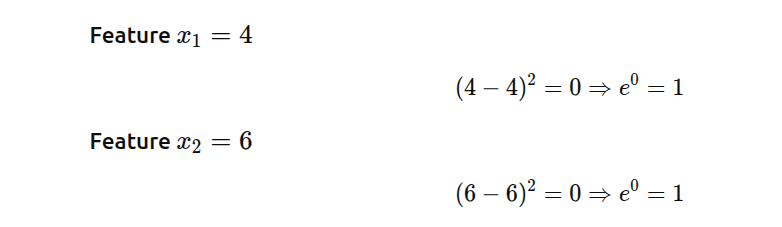 Feature x₁ = 4
(4 − 4)² = 0 ⇒ e⁰ = 1
Feature x₂ = 6
(6 − 6)² = 0 ⇒ e⁰ = 1